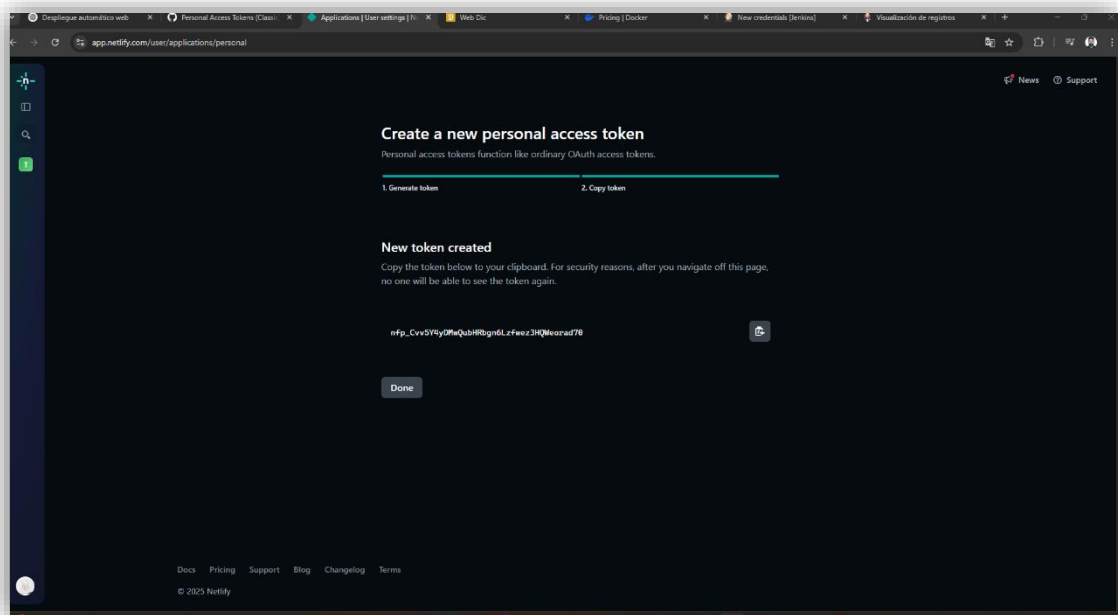 Despliegue automático web
Personal Access Tokens (Classic
Applications | User settings | N
Web Dic
Pricing | Docker
New credentials [Jenkins]
Visualización de registros
app.netlify.com/user/applications/personal
News
Support
T
Create a new personal access token
Personal access tokens function like ordinary OAuth access tokens.
1. Generate token
2. Copy token
New token created
Copy the token below to your clipboard. For security reasons, after you navigate off this page,
no one will be able to see the token again.
Done
Docs Pricing Support Blog Changelog Terms
© 2025 Netlify